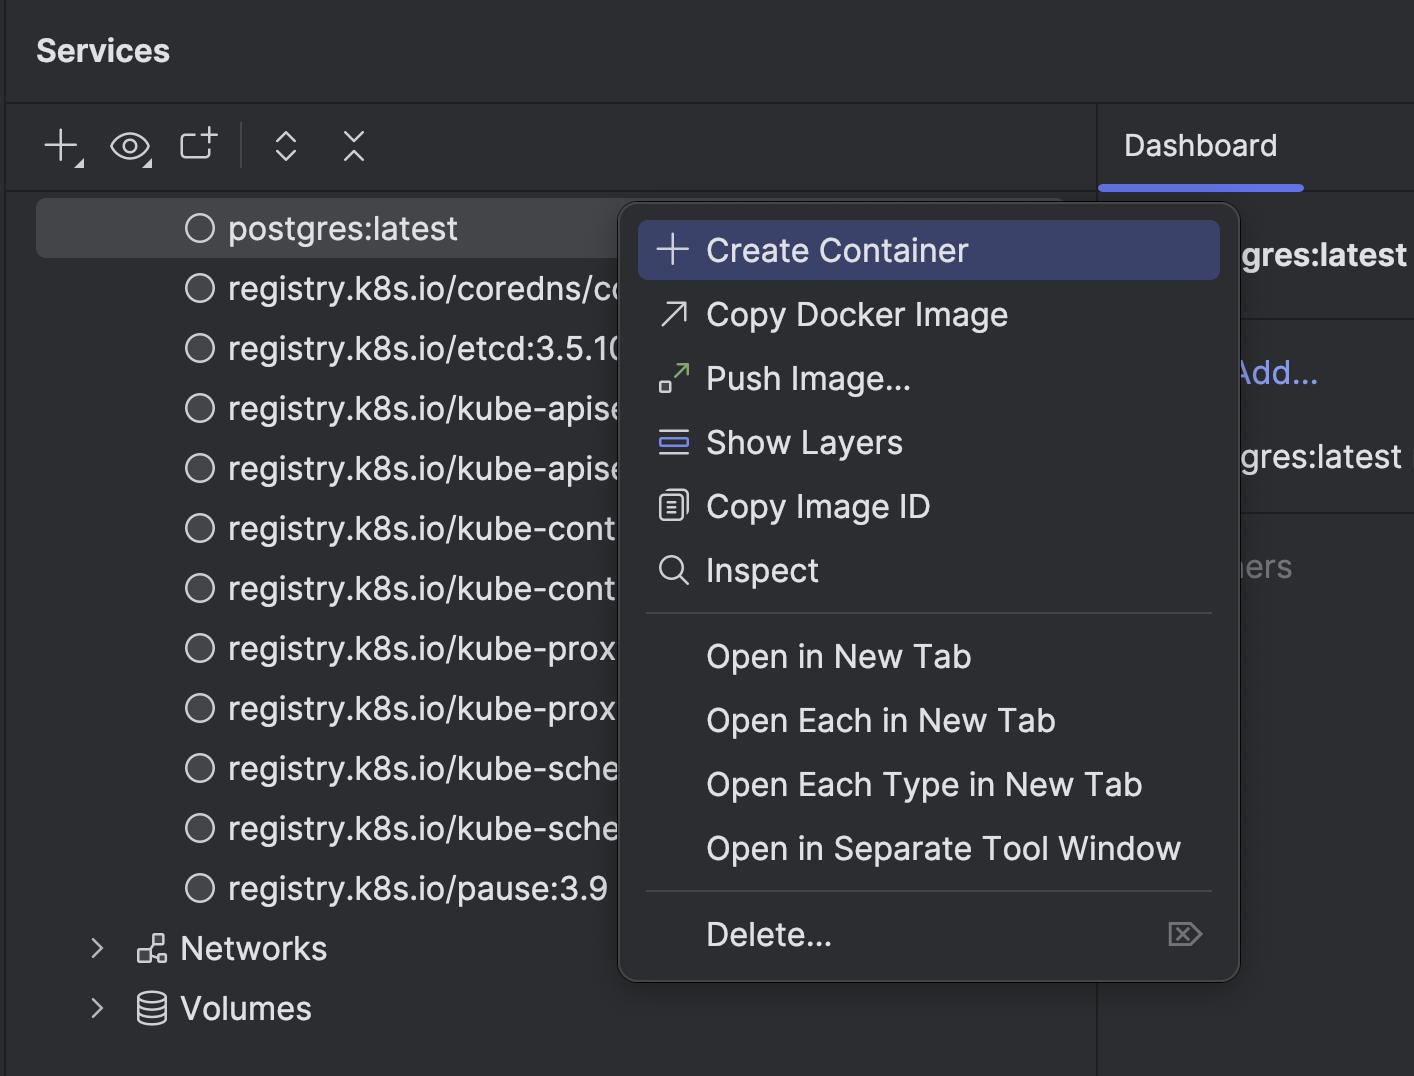 Services
Dashboard
postgres:latest
registry.k8s.io/coredns/co
registry.k8s.io/etcd:3.5.10
registry.k8s.io/kube-apise
registry.k8s.io/kube-apise
registry.k8s.io/kube-cont
registry.k8s.io/kube-cont
registry.k8s.io/kube-prox
registry.k8s.io/kube-prox
registry.k8s.io/kube-sche
registry.k8s.io/kube-sche
registry.k8s.io/pause:3.9
Networks
Volumes
Create Container
Copy Docker Image
Push Image...
Show Layers
Copy Image ID
Inspect
Open in New Tab
Open Each in New Tab
Open Each Type in New Tab
Open in Separate Tool Window
Delete...
gres:latest
Add...
gres:latest
ers